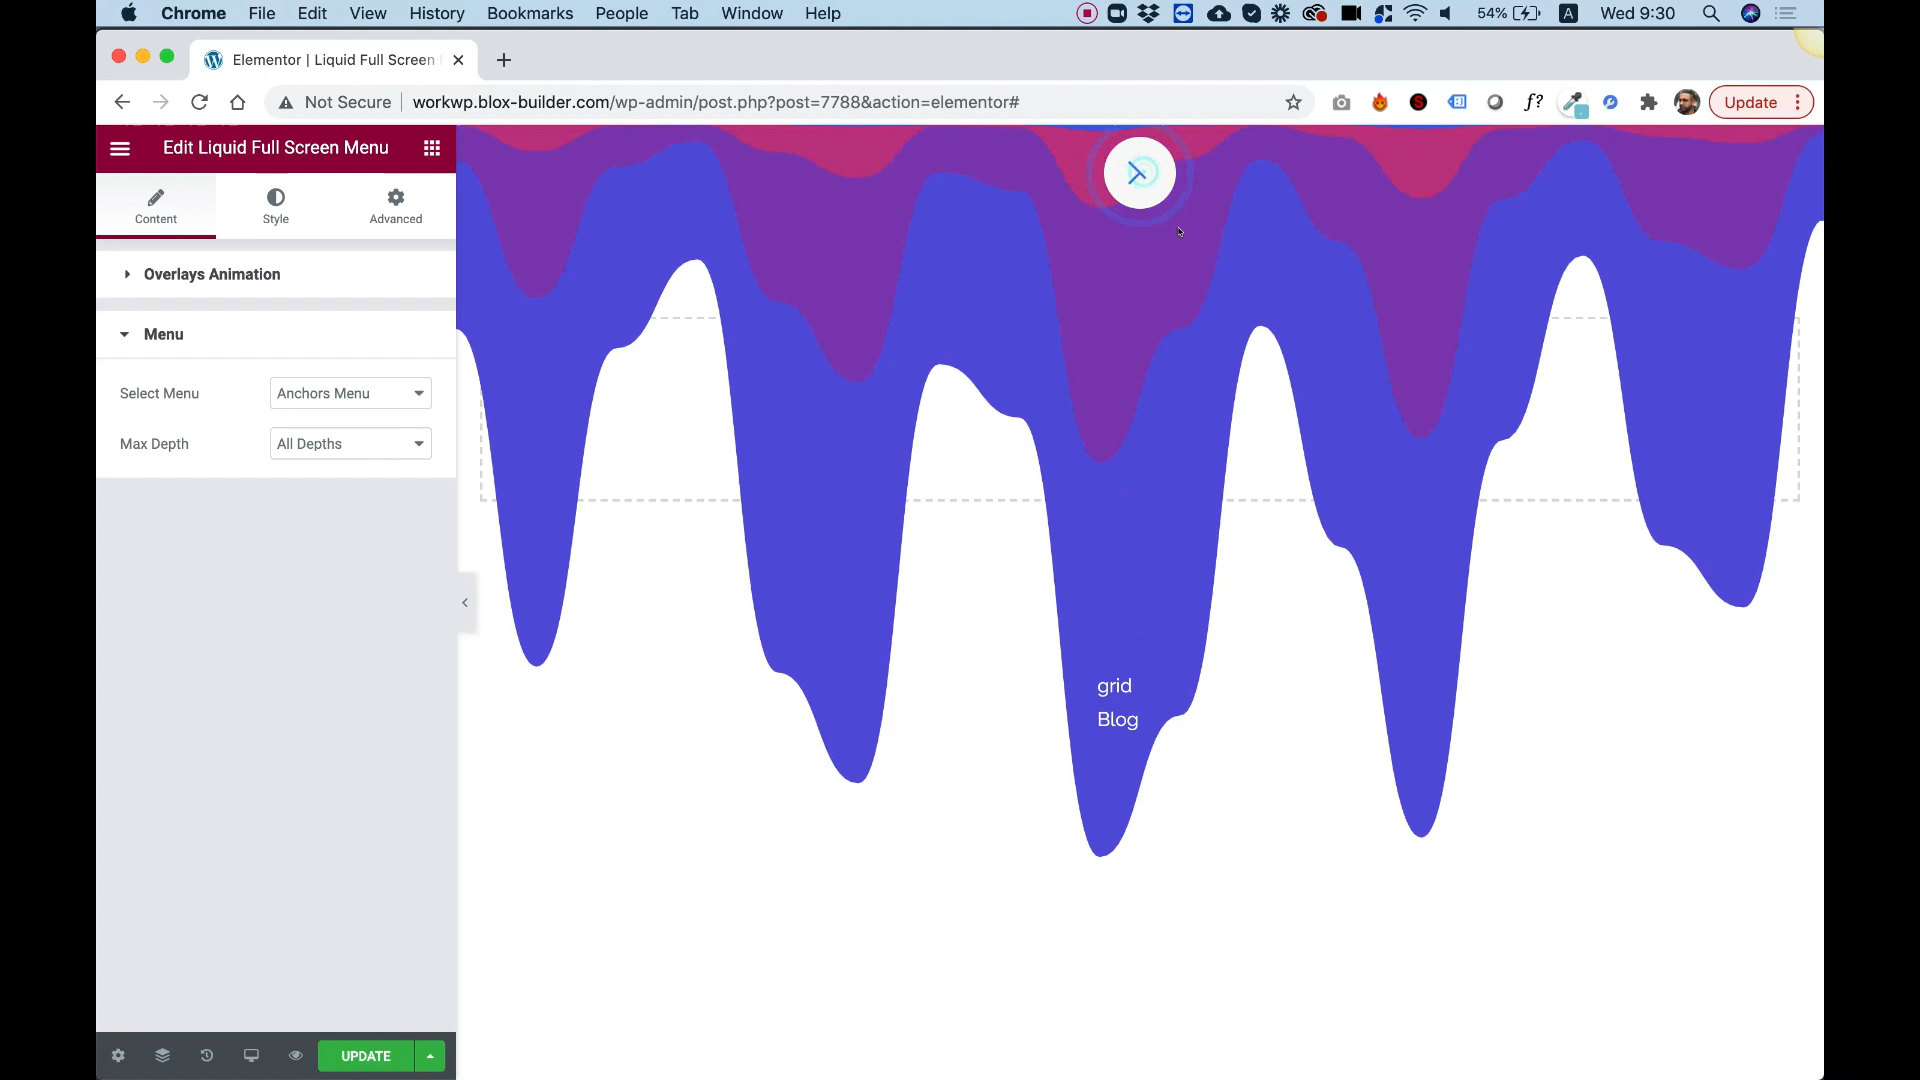 Chrome File Edit View History Bookmarks People Tab Window Help 54% A Wed 9:30
Elementor | Liquid Full Screen
Not Secure workwp.blox-builder.com/wp-admin/post.php?post=7788&action=elementor# S f? Update
Edit Liquid Full Screen Menu
Content Style Advanced
Overlays Animation
Menu
Select Menu Anchors Menu
Max Depth All Depths
grid
Blog
UPDATE